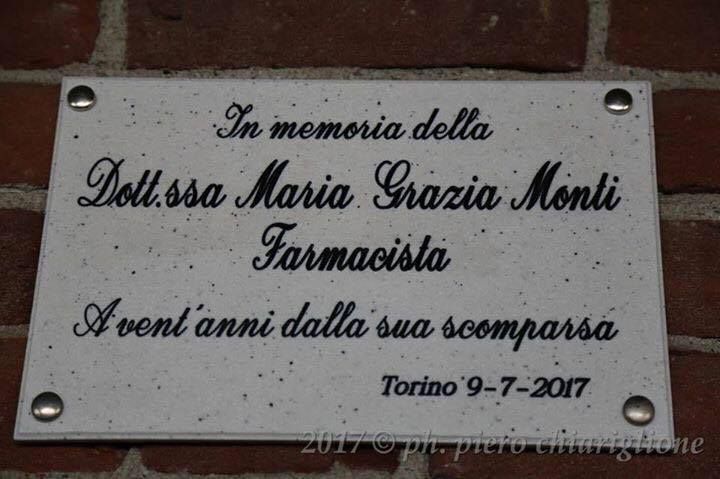 In memoria della
Dott.ssa Maria Grazia Monti
Farmacista
A vent'anni dalla sua scomparsa
Torino 9-7-2017
2017 © ph. piero chiariglione